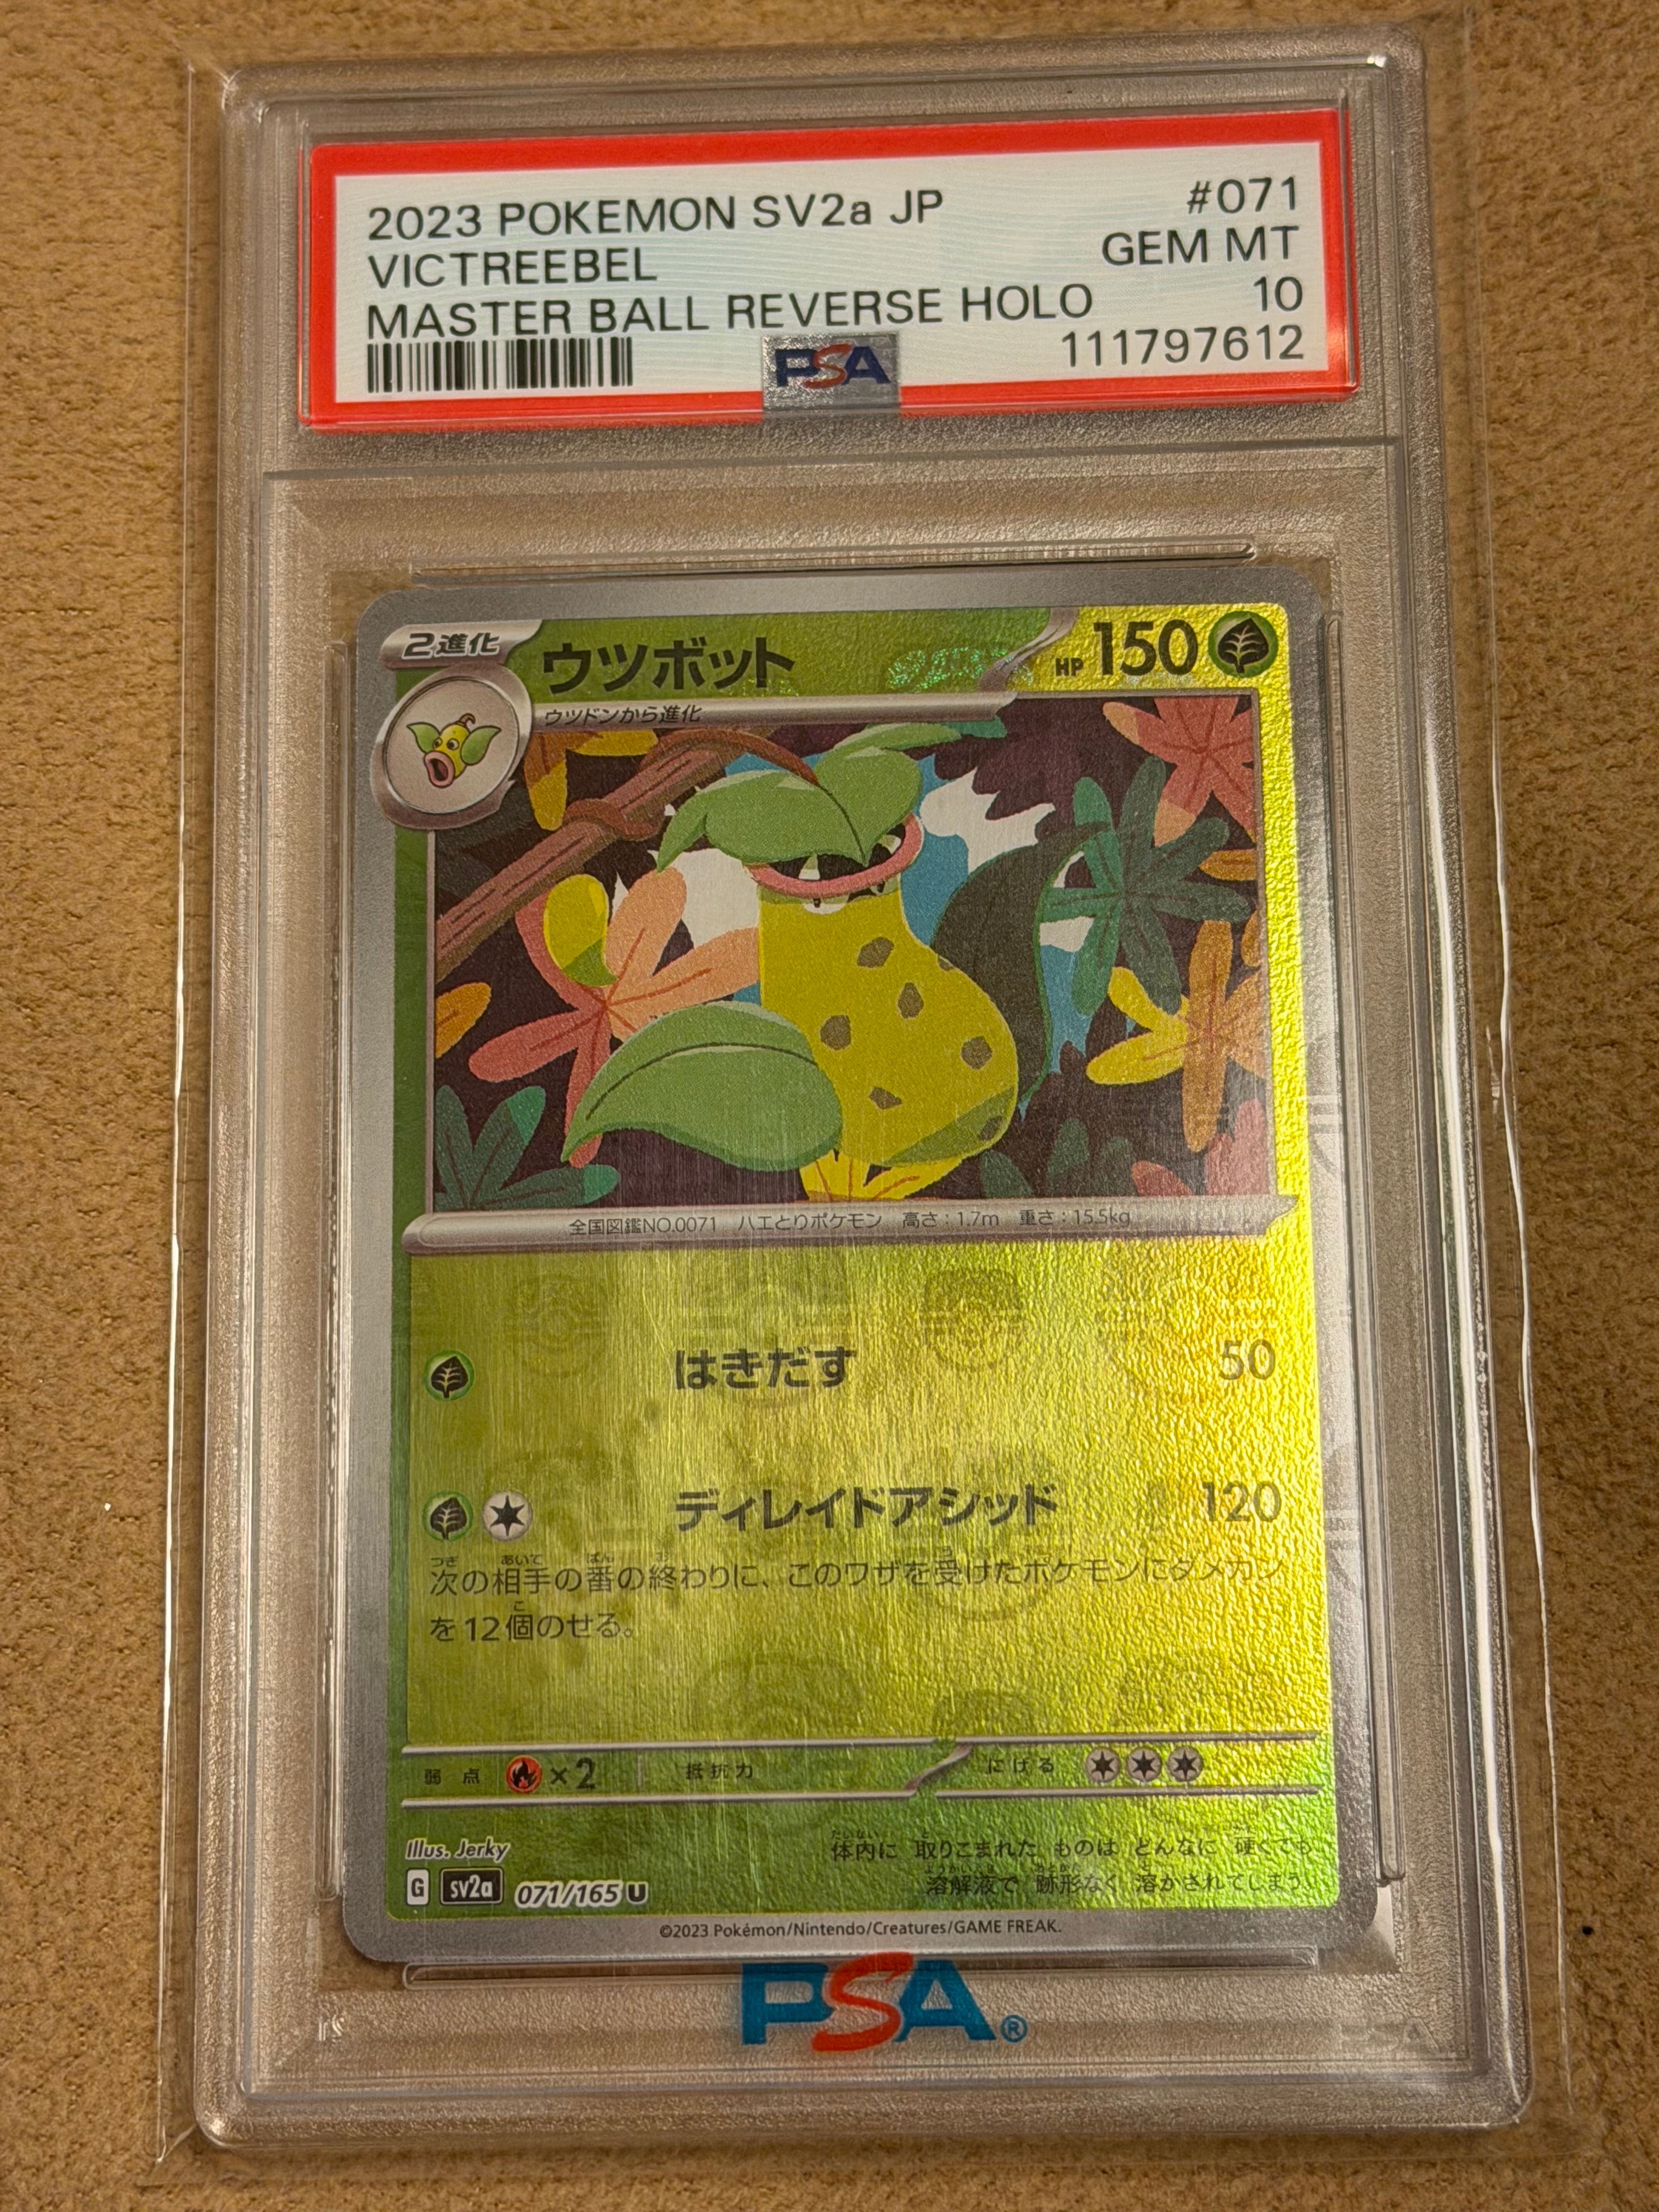 2023 POKEMON SV2a JP #071
VICTREEBEL GEM MT
MASTER BALL REVERSE HOLO 10
PSA 111797612
2進化 ウツボット HP 150
ウツドンから進化
全国図鑑NO.0071 ハエとりポケモン 高さ:1.7m 重さ:15.5kg
はきだす 50
ディレイドアシッド 120
次の相手の番の終わりに、このワザを受けたポケモンにダメカン
を12個のせる。
弱点 ×2 抵抗力 にげる
Illus. Jerky
体内に 取りこまれた ものは どんなに 硬くても
溶解液で 跡形なく 溶かされてしまう。
G sv2a 071/165 U
©2023 Pokémon/Nintendo/Creatures/GAME FREAK.
PSA®